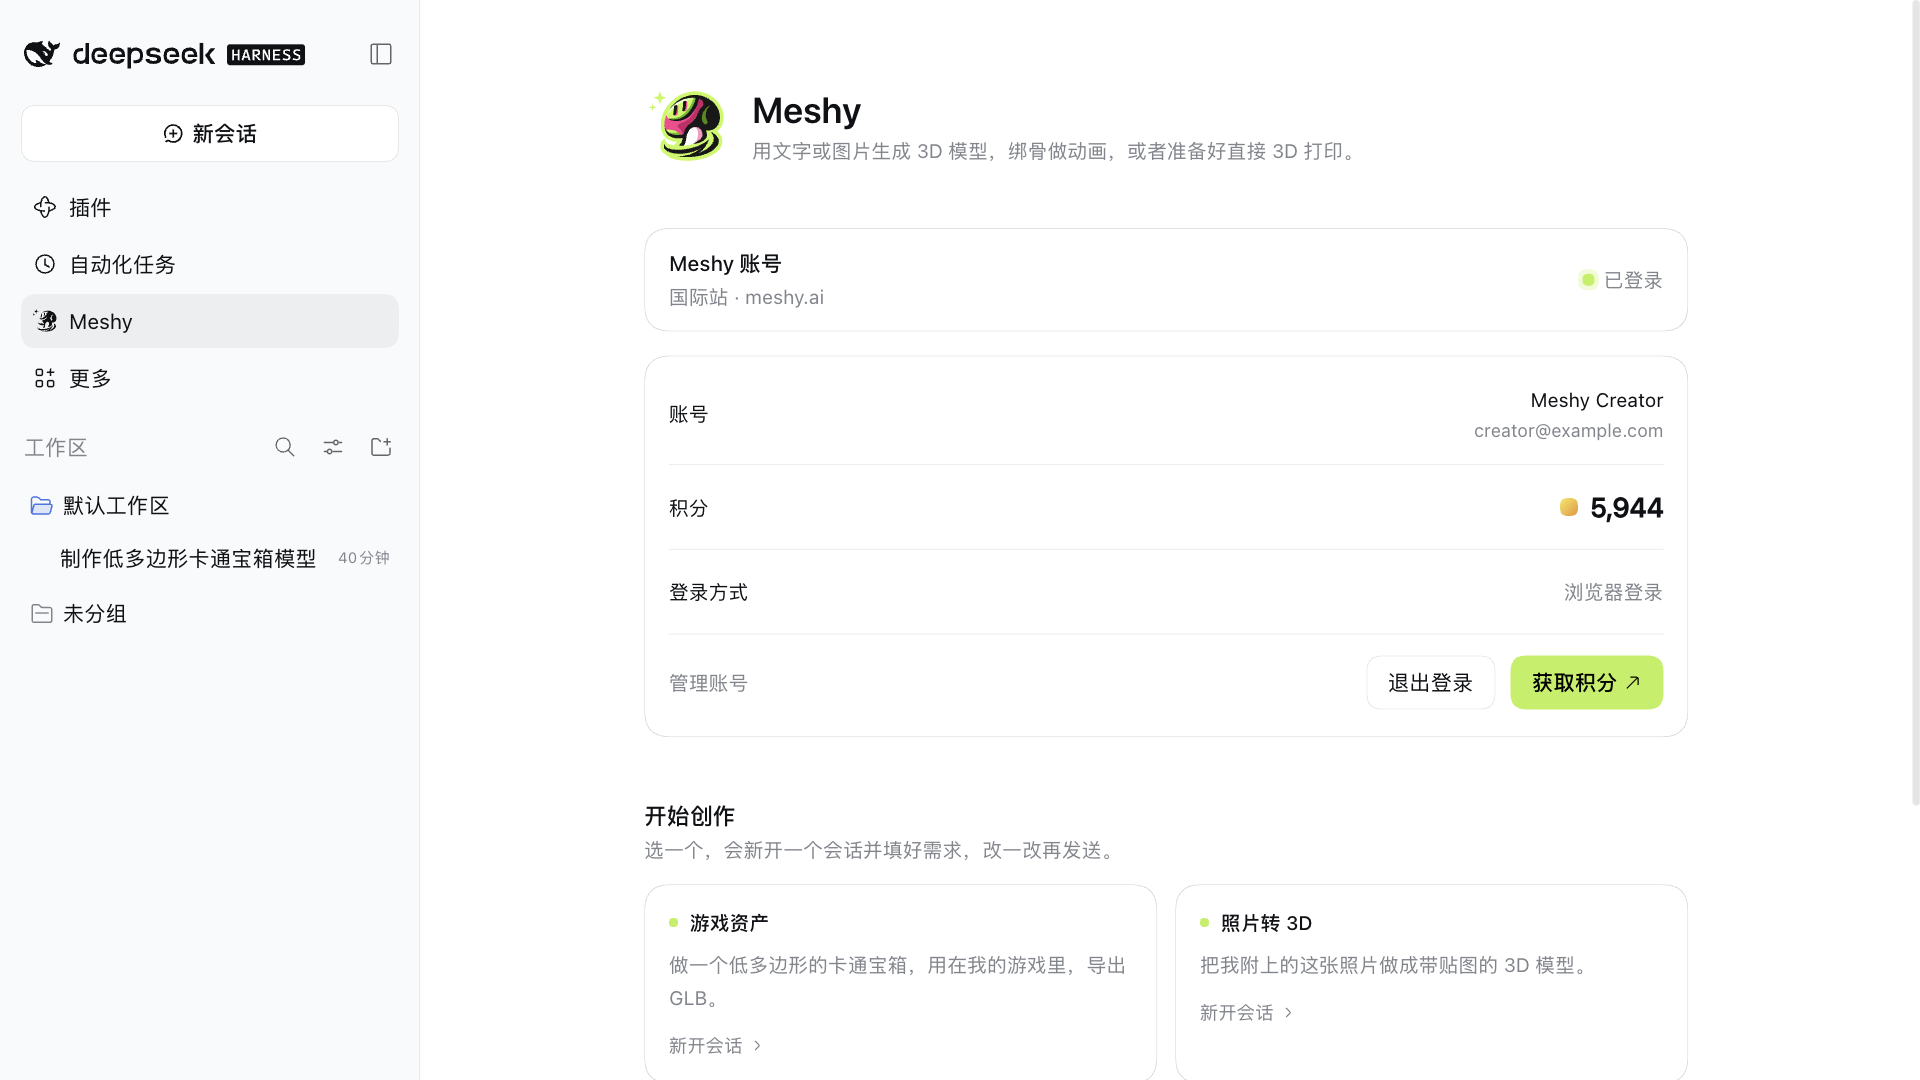 deepseek HARNESS
新会话
插件
自动化任务
Meshy
更多
工作区
默认工作区
制作低多边形卡通宝箱模型 40分钟
未分组
Meshy
用文字或图片生成 3D 模型，绑骨做动画，或者准备好直接 3D 打印。
Meshy 账号
国际站 · meshy.ai
已登录
账号
Meshy Creator
creator@example.com
积分
5,944
登录方式
浏览器登录
管理账号
退出登录
获取积分
开始创作
选一个，会新开一个会话并填好需求，改一改再发送。
游戏资产
做一个低多边形的卡通宝箱，用在我的游戏里，导出
GLB。
新开会话
照片转 3D
把我附上的这张照片做成带贴图的 3D 模型。
新开会话